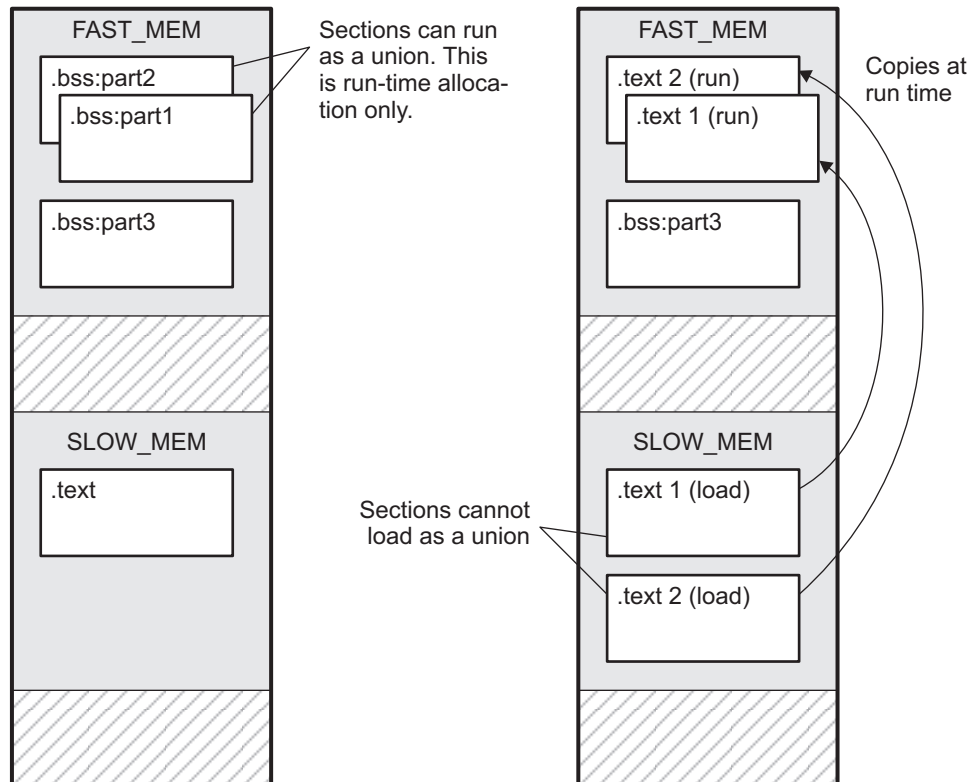 FAST_MEM
.bss:part2
.bss:part1
.bss:part3
Sections can run
as a union. This
is run-time alloca-
tion only.
SLOW_MEM
.text
FAST_MEM
.text 2 (run)
.text 1 (run)
.bss:part3
Copies at
run time
SLOW_MEM
.text 1 (load)
.text 2 (load)
Sections cannot
load as a union